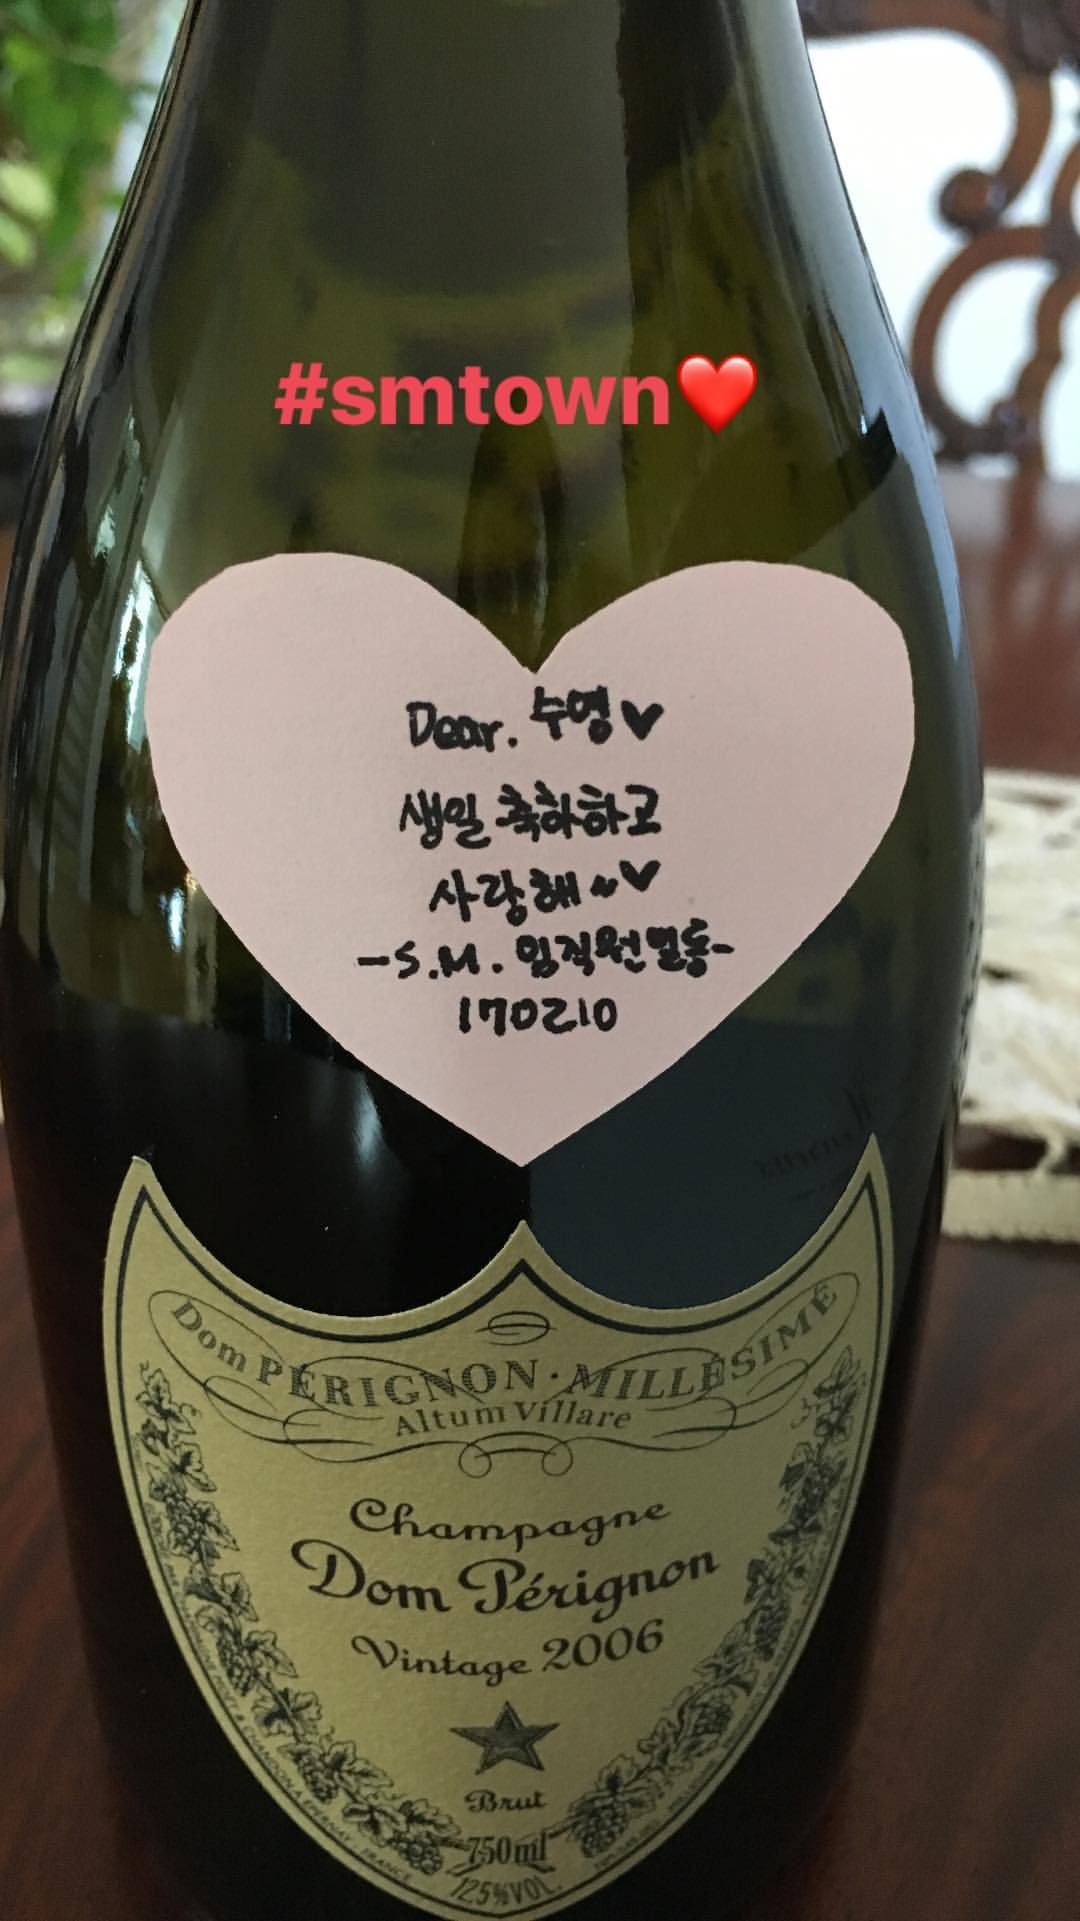 #smtown❤️
Dear. 수영♥
생일 축하하고
사랑해~♥
-S.M. 임직원일동-
170210
Dom PÉRIGNON · MILLÉSIMÉ
Altum Villare
Champagne
Dom Pérignon
Vintage 2006
Brut
750ml
12,5%VOL.